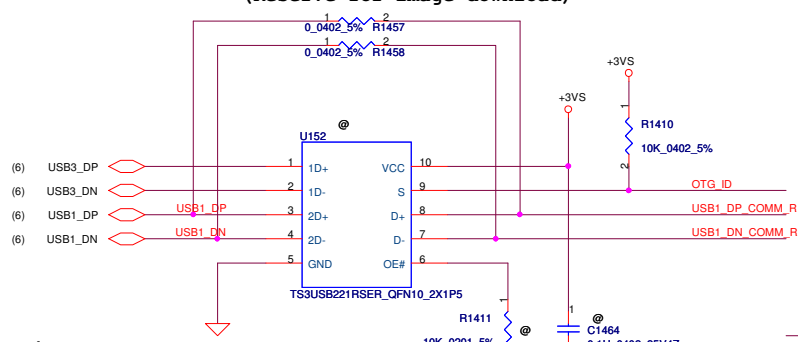 1 2
0_0402_5% R1457
1 2
0_0402_5% R1458
+3VS
+3VS
1
R1410
10K_0402_5%
2
@
U152
(6) USB3_DP 1 1D+ VCC 10
(6) USB3_DN 2 1D- S 9 OTG_ID
(6) USB1_DP USB1_DP 3 2D+ D+ 8 USB1_DP_COMM_R
(6) USB1_DN USB1_DN 4 2D- D- 7 USB1_DN_COMM_R
5 GND OE# 6
TS3USB221RSER_QFN10_2X1P5
1
R1411
@
1
@
C1464